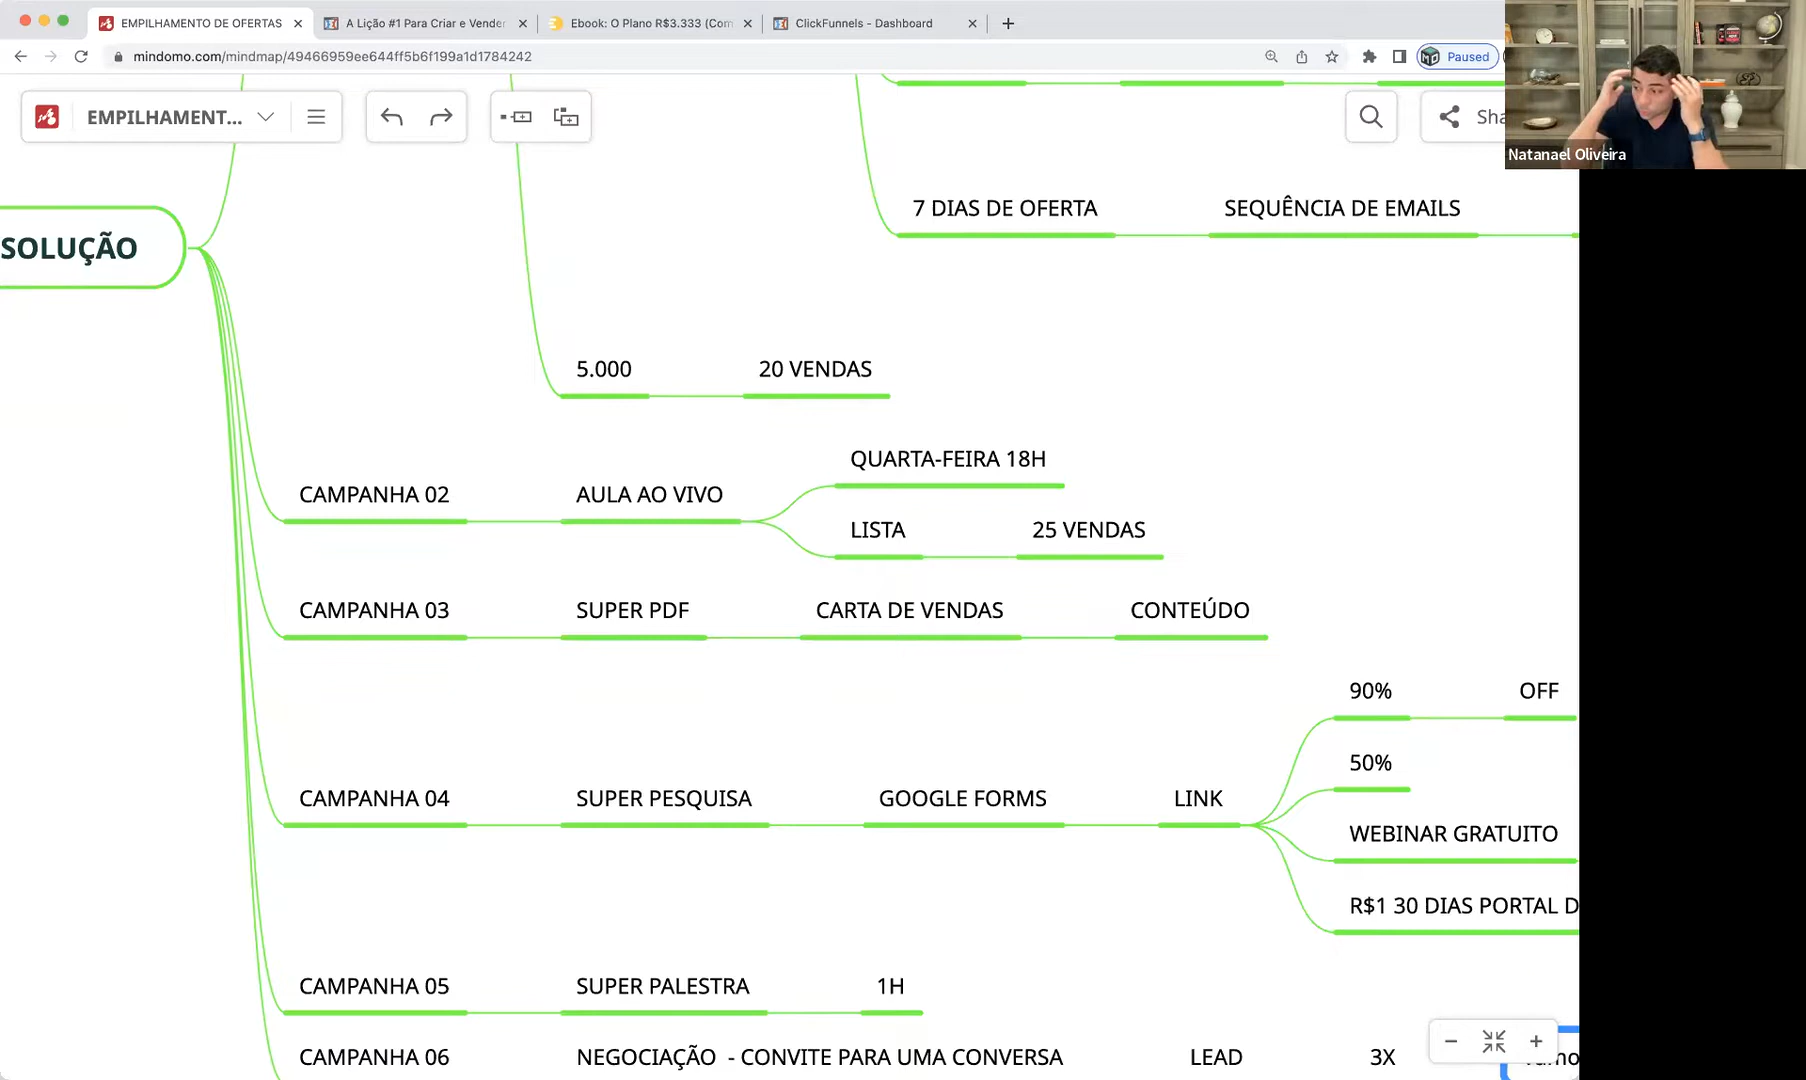 EMPILHAMENTO DE OFERTAS
A Lição #1 Para Criar e Vender
Ebook: O Plano R$3.333 (Com
ClickFunnels - Dashboard
mindomo.com/mindmap/49466959ee644ff5b6f199a1d1784242
Paused
EMPILHAMENT...
Sha
Natanael Oliveira
7 DIAS DE OFERTA
SEQUÊNCIA DE EMAILS
SOLUÇÃO
5.000
20 VENDAS
QUARTA-FEIRA 18H
CAMPANHA 02
AULA AO VIVO
LISTA
25 VENDAS
CAMPANHA 03
SUPER PDF
CARTA DE VENDAS
CONTEÚDO
90%
OFF
50%
CAMPANHA 04
SUPER PESQUISA
GOOGLE FORMS
LINK
WEBINAR GRATUITO
R$1 30 DIAS PORTAL D
CAMPANHA 05
SUPER PALESTRA
1H
CAMPANHA 06
NEGOCIAÇÃO - CONVITE PARA UMA CONVERSA
LEAD
3X